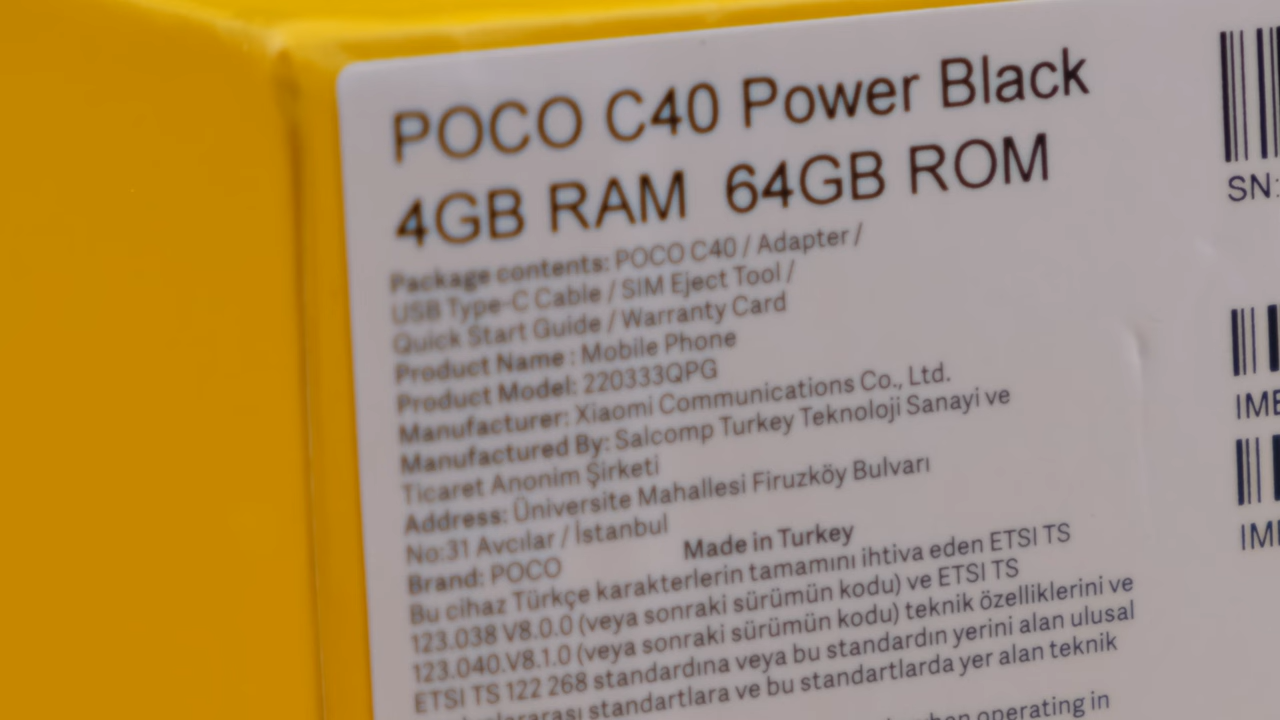 POCO C40 Power Black
4GB RAM 64GB ROM
Package contents: POCO C40 / Adapter /
USB Type-C Cable / SIM Eject Tool /
Quick Start Guide / Warranty Card
Product Name : Mobile Phone
Product Model: 220333QPG
Manufacturer: Xiaomi Communications Co., Ltd.
Manufactured By: Salcomp Turkey Teknoloji Sanayi ve
Ticaret Anonim Şirketi
Address: Üniversite Mahallesi Firuzköy Bulvarı
No:31 Avcılar / İstanbul
Brand: POCO
Made in Turkey
Bu cihaz Türkçe karakterlerin tamamını ihtiva eden ETSI TS
123.038 V8.0.0 (veya sonraki sürümün kodu) ve ETSI TS
123.040.V8.1.0 (veya sonraki sürümün kodu) teknik özelliklerini ve
ETSI TS 122 268 standardına veya bu standardın yerini alan ulusal
standartlara ve bu standartlarda yer alan teknik
operating in
SN: